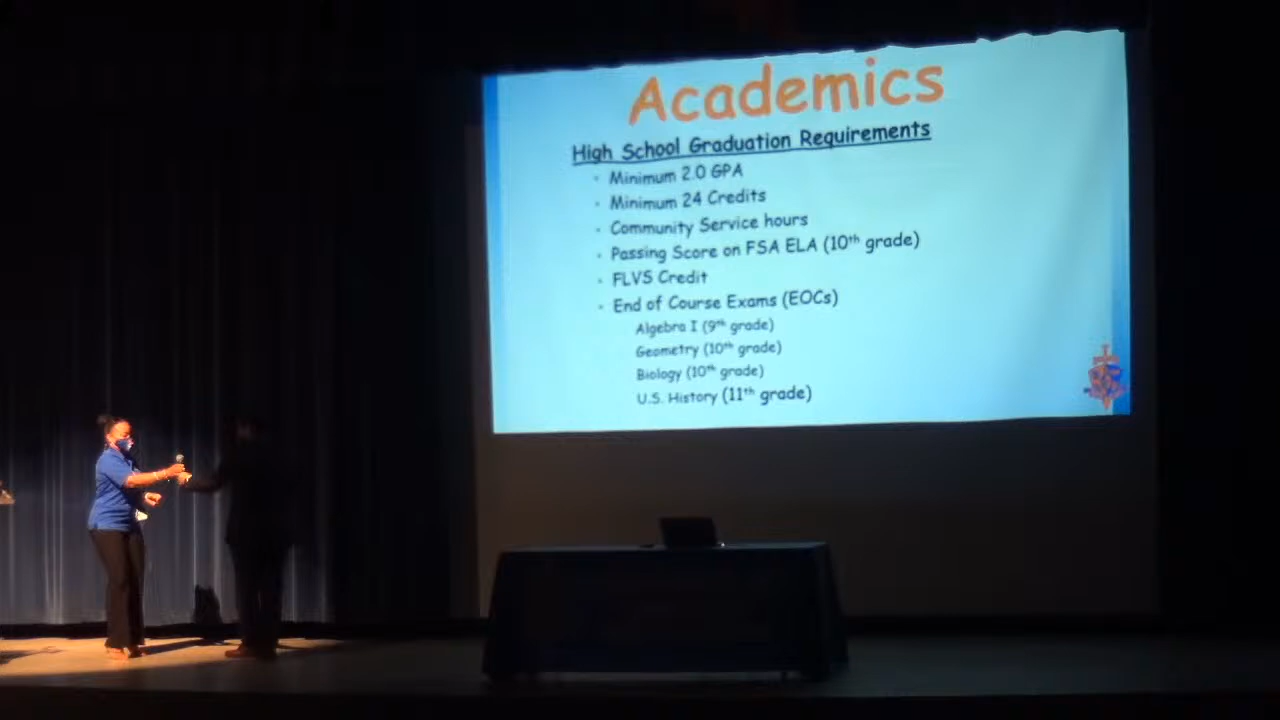 Academics
High School Graduation Requirements
• Minimum 2.0 GPA
• Minimum 24 Credits
• Community Service hours
• Passing Score on FSA ELA (10th grade)
• FLVS Credit
• End of Course Exams (EOCs)
Algebra I (9th grade)
Geometry (10th grade)
Biology (10th grade)
U.S. History (11th grade)